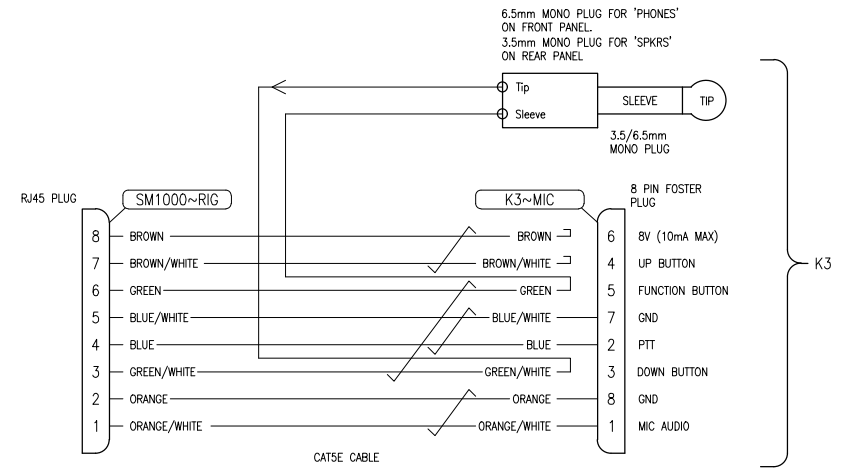 6.5mm MONO PLUG FOR 'PHONES'
ON FRONT PANEL.
3.5mm MONO PLUG FOR 'SPKRS'
ON REAR PANEL
Tip
Sleeve
SLEEVE
TIP
3.5/6.5mm
MONO PLUG
RJ45 PLUG
SM1000~RIG
K3~MIC
8 PIN FOSTER
PLUG
8 BROWN BROWN 6 8V (10mA MAX)
7 BROWN/WHITE BROWN/WHITE 4 UP BUTTON
K3
6 GREEN GREEN 5 FUNCTION BUTTON
5 BLUE/WHITE BLUE/WHITE 7 GND
4 BLUE BLUE 2 PTT
3 GREEN/WHITE GREEN/WHITE 3 DOWN BUTTON
2 ORANGE ORANGE 8 GND
1 ORANGE/WHITE ORANGE/WHITE 1 MIC AUDIO
CAT5E CABLE